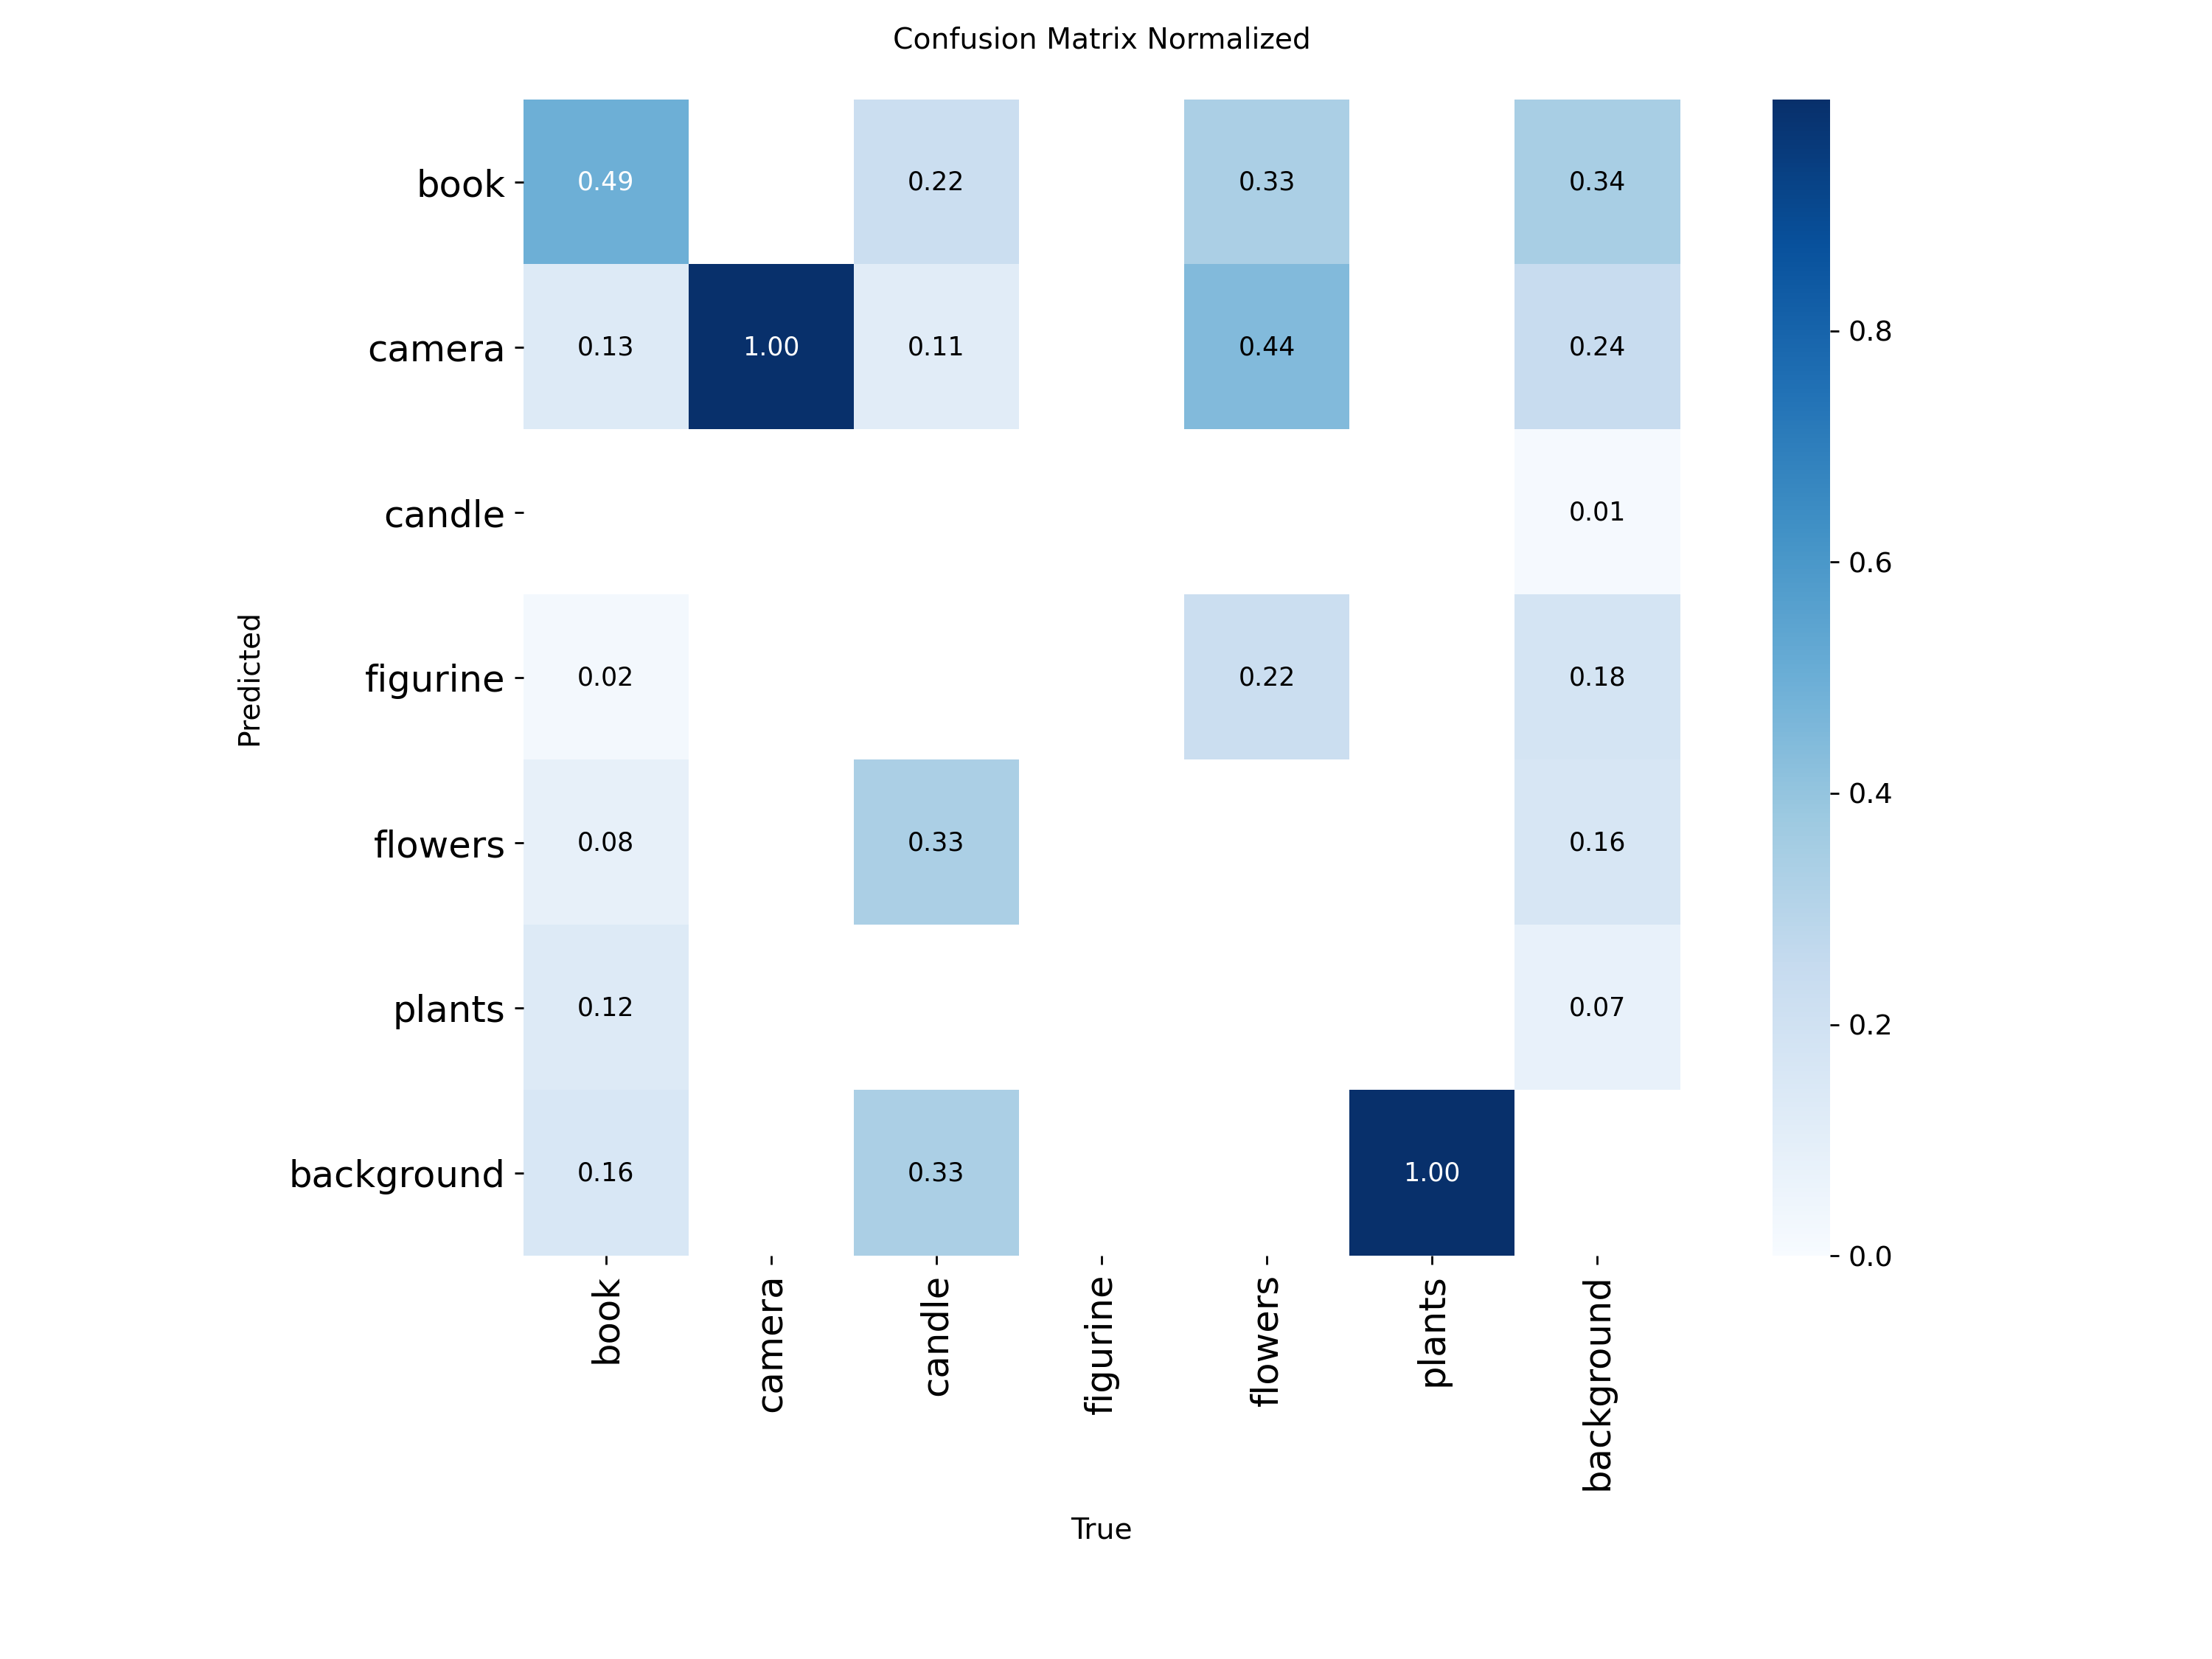 Confusion Matrix Normalized
book 0.49 0.22 0.33 0.34
camera 0.13 1.00 0.11 0.44 0.24
candle 0.01
figurine 0.02 0.22 0.18
flowers 0.08 0.33 0.16
plants 0.12 0.07
background 0.16 0.33 1.00
Predicted
book camera candle figurine flowers plants background
True
0.8
0.6
0.4
0.2
0.0